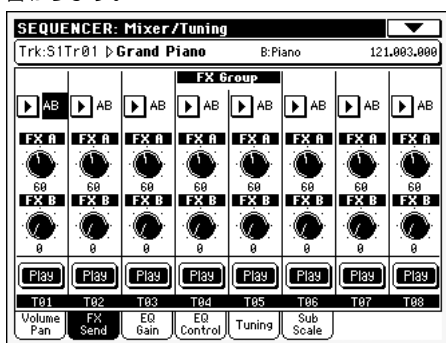 SEQUENCER: Mixer/Tuning
Trk:S1Tr01 Grand Piano B:Piano 121.003.000
FX Group
AB AB AB AB AB AB AB AB
FX A FX A FX A FX A FX A FX A FX A FX A
60 60 60 60 60 60 60 60
FX B FX B FX B FX B FX B FX B FX B FX B
0 0 0 0 0 0 0 0
Play Play Play Play Play Play Play Play
T01 T02 T03 T04 T05 T06 T07 T08
Volume Pan FX Send EQ Gain EQ Control Tuning Sub Scale